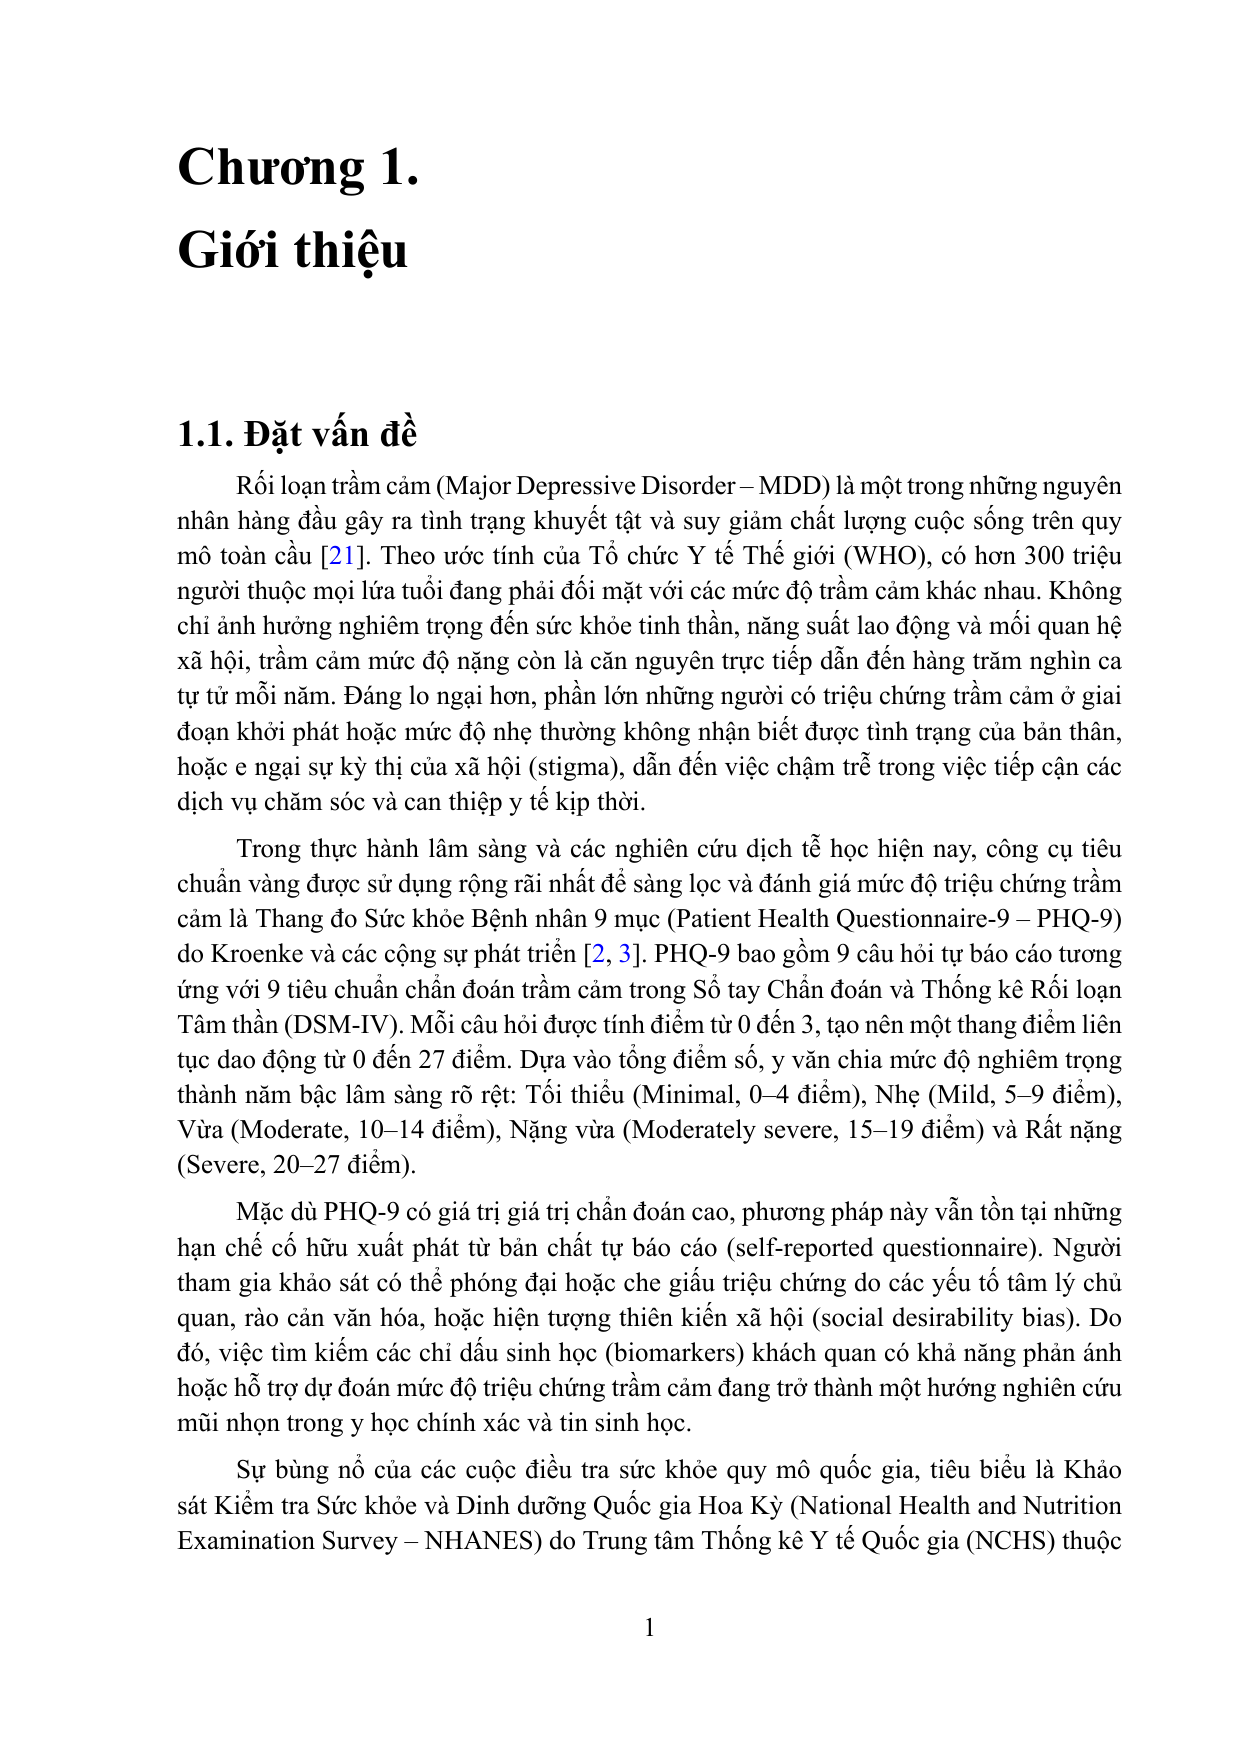 Chương 1.
Giới thiệu
1.1. Đặt vấn đề
Rối loạn trầm cảm (Major Depressive Disorder – MDD) là một trong những nguyên
nhân hàng đầu gây ra tình trạng khuyết tật và suy giảm chất lượng cuộc sống trên quy
mô toàn cầu [21]. Theo ước tính của Tổ chức Y tế Thế giới (WHO), có hơn 300 triệu
người thuộc mọi lứa tuổi đang phải đối mặt với các mức độ trầm cảm khác nhau. Không
chỉ ảnh hưởng nghiêm trọng đến sức khỏe tinh thần, năng suất lao động và mối quan hệ
xã hội, trầm cảm mức độ nặng còn là căn nguyên trực tiếp dẫn đến hàng trăm nghìn ca
tự tử mỗi năm. Đáng lo ngại hơn, phần lớn những người có triệu chứng trầm cảm ở giai
đoạn khởi phát hoặc mức độ nhẹ thường không nhận biết được tình trạng của bản thân,
hoặc e ngại sự kỳ thị của xã hội (stigma), dẫn đến việc chậm trễ trong việc tiếp cận các
dịch vụ chăm sóc và can thiệp y tế kịp thời.
Trong thực hành lâm sàng và các nghiên cứu dịch tễ học hiện nay, công cụ tiêu
chuẩn vàng được sử dụng rộng rãi nhất để sàng lọc và đánh giá mức độ triệu chứng trầm
cảm là Thang đo Sức khỏe Bệnh nhân 9 mục (Patient Health Questionnaire-9 – PHQ-9)
do Kroenke và các cộng sự phát triển [2, 3]. PHQ-9 bao gồm 9 câu hỏi tự báo cáo tương
ứng với 9 tiêu chuẩn chẩn đoán trầm cảm trong Sổ tay Chẩn đoán và Thống kê Rối loạn
Tâm thần (DSM-IV). Mỗi câu hỏi được tính điểm từ 0 đến 3, tạo nên một thang điểm liên
tục dao động từ 0 đến 27 điểm. Dựa vào tổng điểm số, y văn chia mức độ nghiêm trọng
thành năm bậc lâm sàng rõ rệt: Tối thiểu (Minimal, 0–4 điểm), Nhẹ (Mild, 5–9 điểm),
Vừa (Moderate, 10–14 điểm), Nặng vừa (Moderately severe, 15–19 điểm) và Rất nặng
(Severe, 20–27 điểm).
Mặc dù PHQ-9 có giá trị giá trị chẩn đoán cao, phương pháp này vẫn tồn tại những
hạn chế cố hữu xuất phát từ bản chất tự báo cáo (self-reported questionnaire). Người
tham gia khảo sát có thể phóng đại hoặc che giấu triệu chứng do các yếu tố tâm lý chủ
quan, rào cản văn hóa, hoặc hiện tượng thiên kiến xã hội (social desirability bias). Do
đó, việc tìm kiếm các chỉ dấu sinh học (biomarkers) khách quan có khả năng phản ánh
hoặc hỗ trợ dự đoán mức độ triệu chứng trầm cảm đang trở thành một hướng nghiên cứu
mũi nhọn trong y học chính xác và tin sinh học.
Sự bùng nổ của các cuộc điều tra sức khỏe quy mô quốc gia, tiêu biểu là Khảo
sát Kiểm tra Sức khỏe và Dinh dưỡng Quốc gia Hoa Kỳ (National Health and Nutrition
Examination Survey – NHANES) do Trung tâm Thống kê Y tế Quốc gia (NCHS) thuộc
1